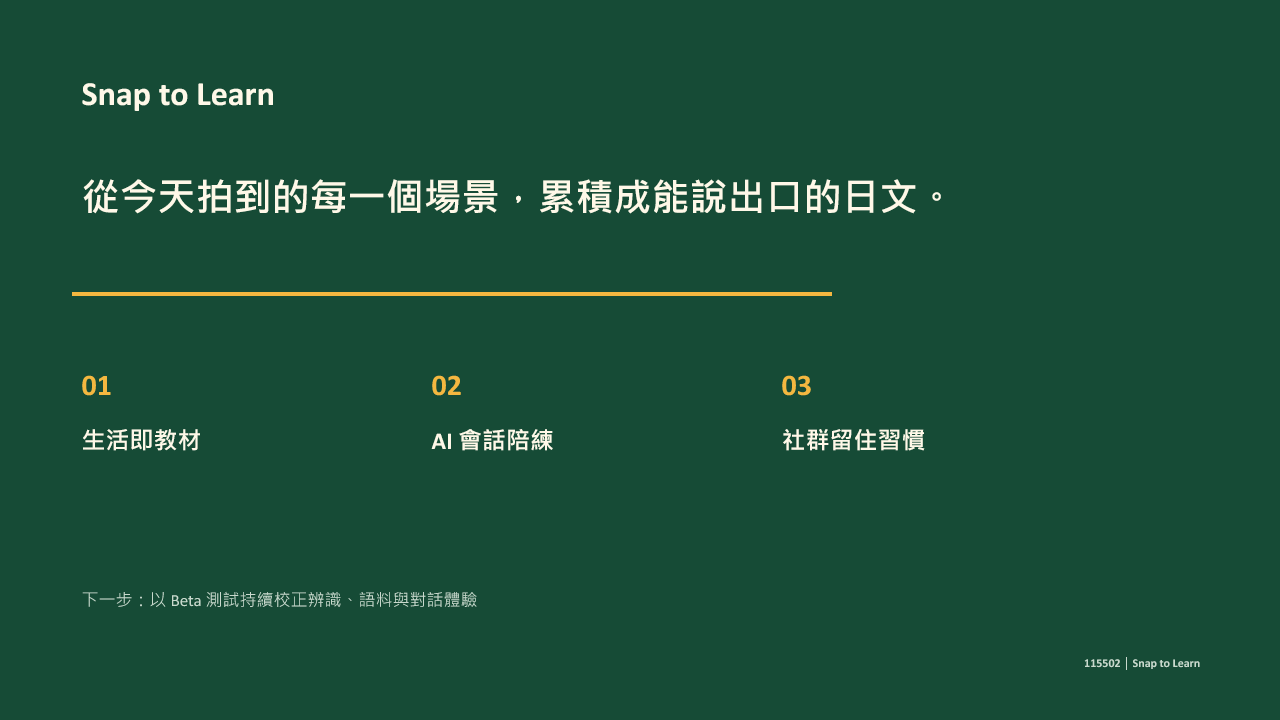 Snap to Learn
從今天拍到的每一個場景，累積成能說出口的日文。
01
生活即教材
02
AI 會話陪練
03
社群留住習慣
下一步：以 Beta 測試持續校正辨識、語料與對話體驗
115502｜Snap to Learn